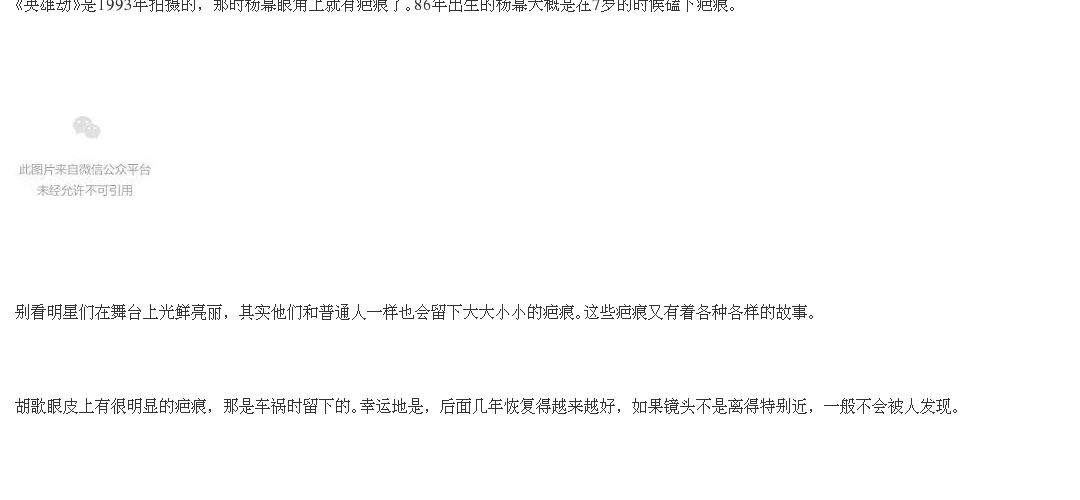 《英雄劫》是1993年拍摄的，那时杨幂眼角上就有疤痕了。86年出生的杨幂大概是在7岁的时候磕下疤痕。
此图片来自微信公众平台
未经允许不可引用
别看明星们在舞台上光鲜亮丽，其实他们和普通人一样也会留下大大小小的疤痕。这些疤痕又有着各种各样的故事。
胡歌眼皮上有很明显的疤痕，那是车祸时留下的。幸运地是，后面几年恢复得越来越好，如果镜头不是离得特别近，一般不会被人发现。